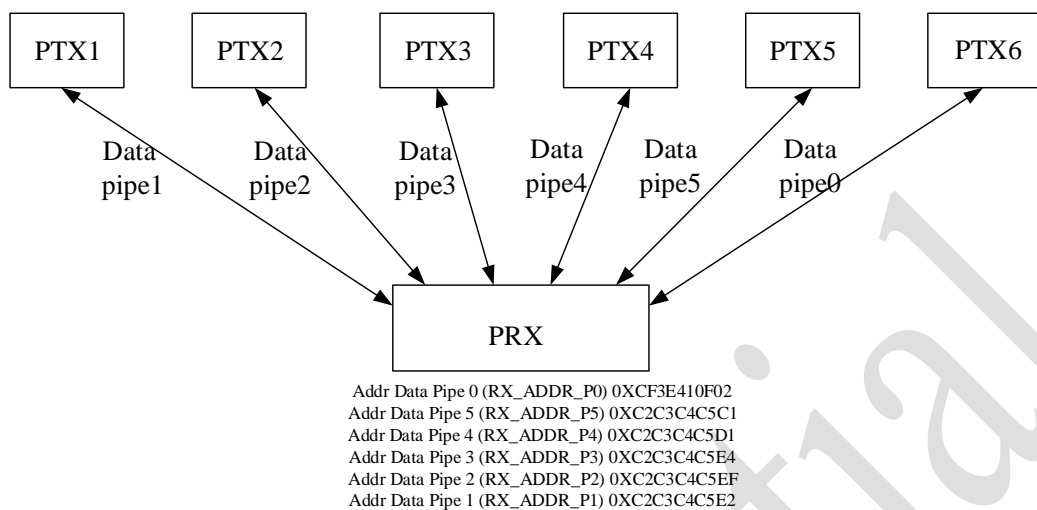 PTX1
PTX2
PTX3
PTX4
PTX5
PTX6
Data
pipe1
Data
pipe2
Data
pipe3
Data
pipe4
Data
pipe5
Data
pipe0
PRX
Addr Data Pipe 0 (RX_ADDR_P0) 0XCF3E410F02
Addr Data Pipe 5 (RX_ADDR_P5) 0XC2C3C4C5C1
Addr Data Pipe 4 (RX_ADDR_P4) 0XC2C3C4C5D1
Addr Data Pipe 3 (RX_ADDR_P3) 0XC2C3C4C5E4
Addr Data Pipe 2 (RX_ADDR_P2) 0XC2C3C4C5EF
Addr Data Pipe 1 (RX_ADDR_P1) 0XC2C3C4C5E2
tial